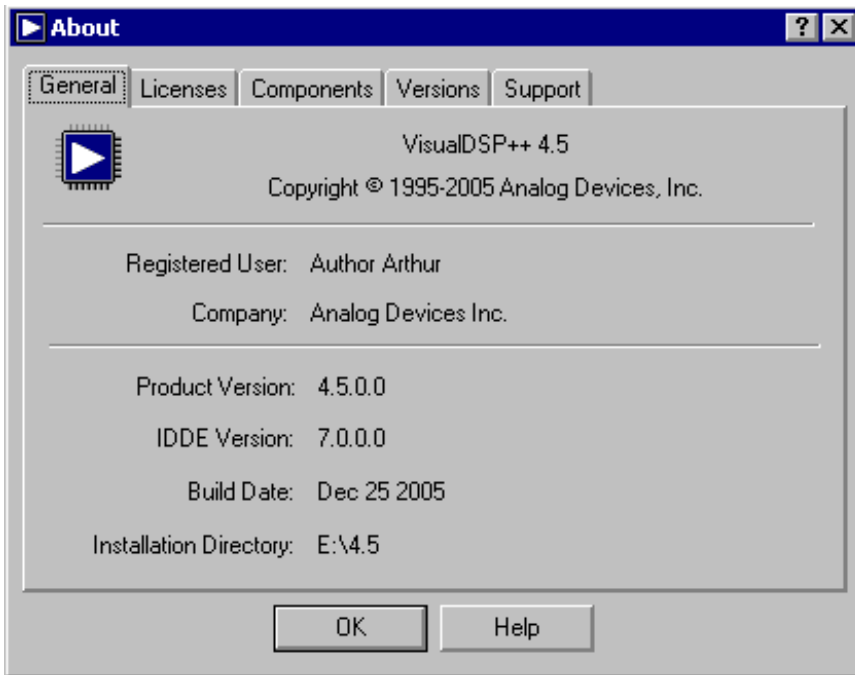 About
General Licenses Components Versions Support
VisualDSP++ 4.5
Copyright © 1995-2005 Analog Devices, Inc.
Registered User: Author Arthur
Company: Analog Devices Inc.
Product Version: 4.5.0.0
IDDE Version: 7.0.0.0
Build Date: Dec 25 2005
Installation Directory: E:\4.5
OK Help